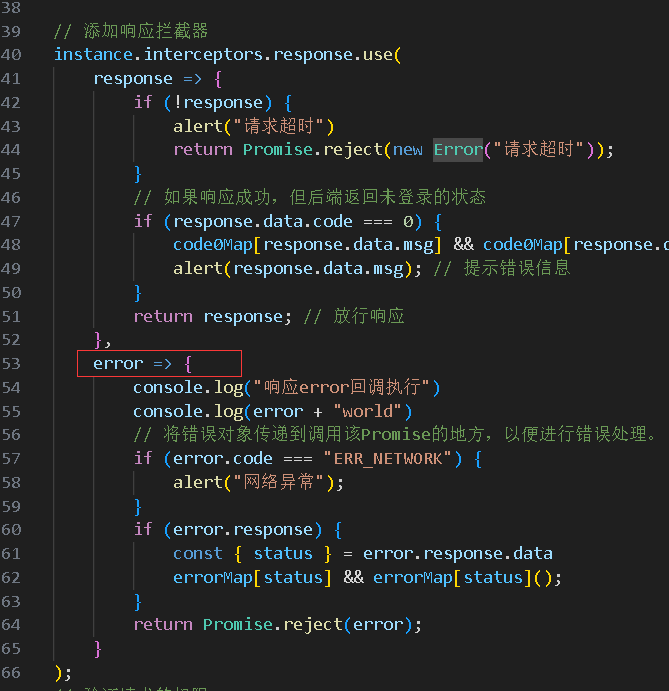 38
39 // 添加响应拦截器
40 instance.interceptors.response.use(
41 response => {
42 if (!response) {
43 alert("请求超时")
44 return Promise.reject(new Error("请求超时"));
45 }
46 // 如果响应成功，但后端返回未登录的状态
47 if (response.data.code === 0) {
48 code0Map[response.data.msg] && code0Map[response.
49 alert(response.data.msg); // 提示错误信息
50 }
51 return response; // 放行响应
52 },
53 error => {
54 console.log("响应error回调执行")
55 console.log(error + "world")
56 // 将错误对象传递到调用该Promise的地方，以便进行错误处理。
57 if (error.code === "ERR_NETWORK") {
58 alert("网络异常");
59 }
60 if (error.response) {
61 const { status } = error.response.data
62 errorMap[status] && errorMap[status]();
63 }
64 return Promise.reject(error);
65 }
66 );